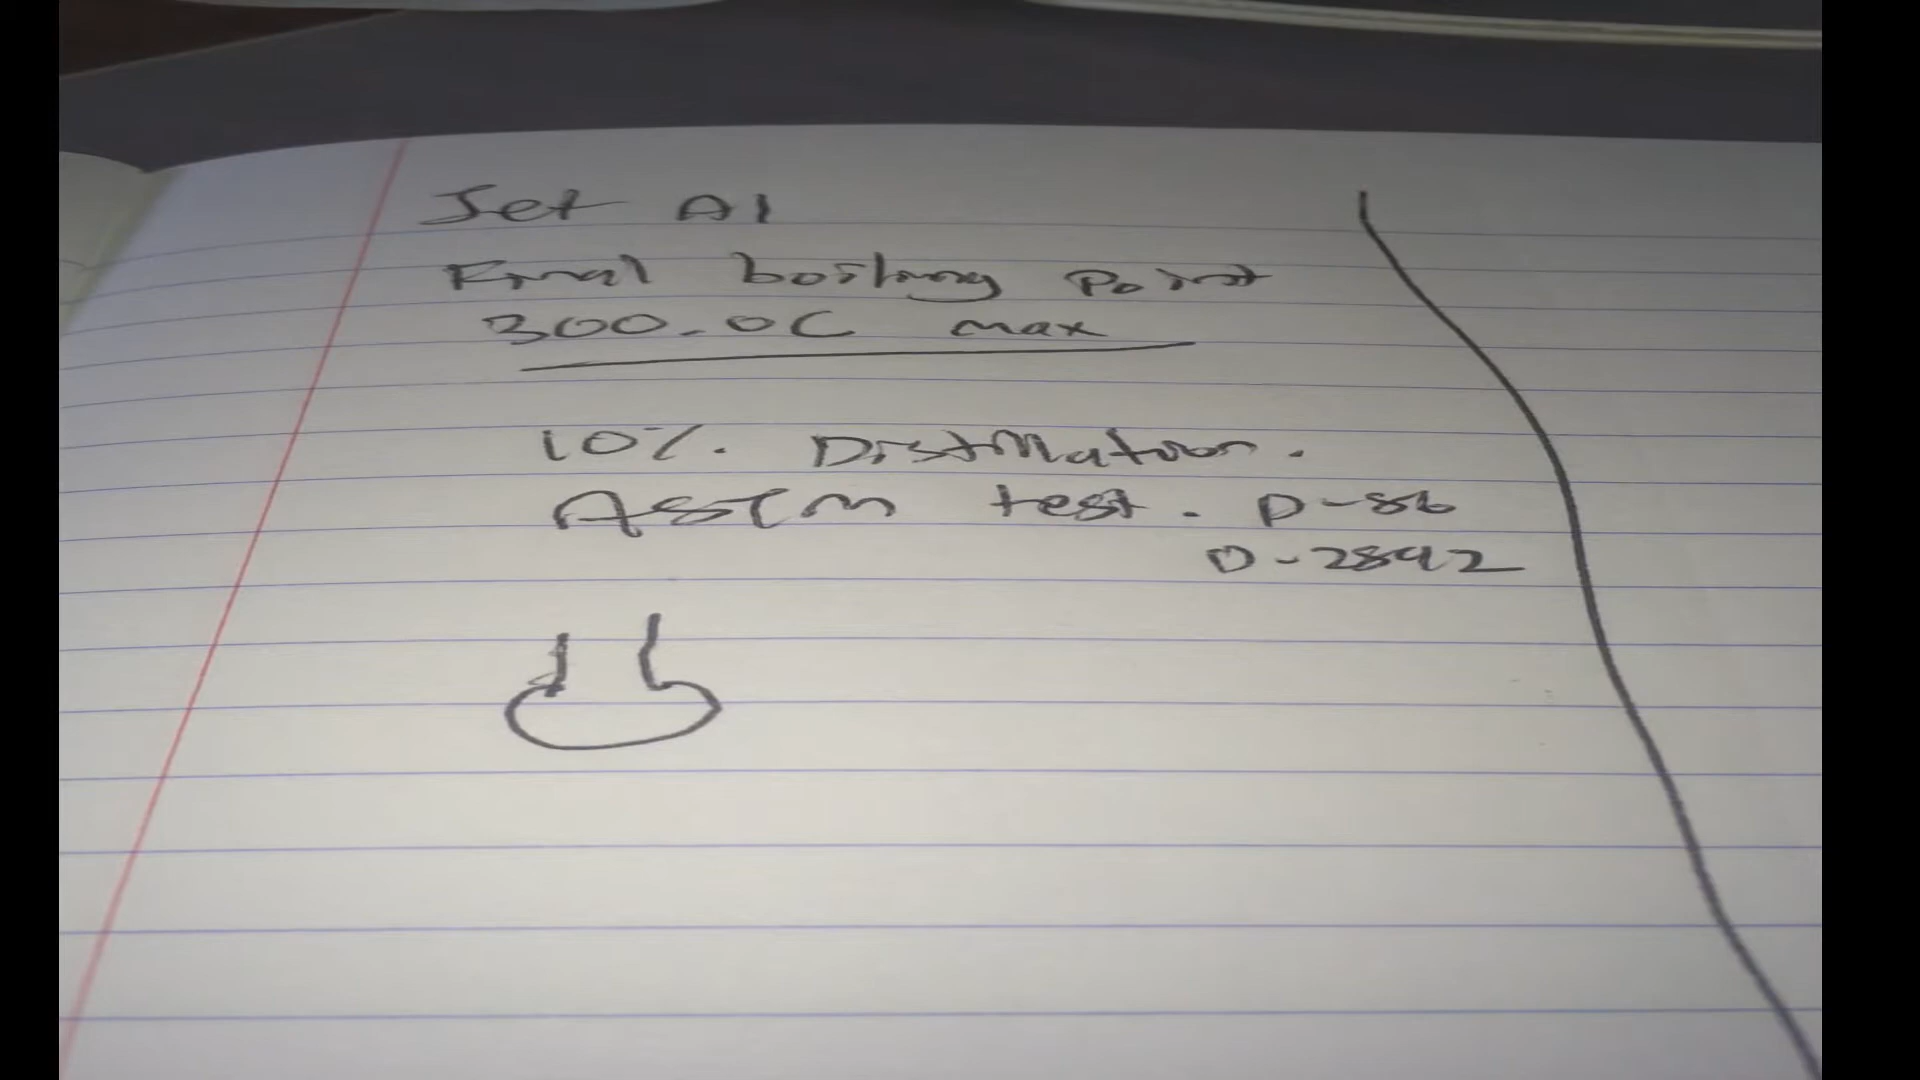 Jet A1
Final boiling Point
300.0C max
10%. Distillation.
ASTM test. D-86
D-2892